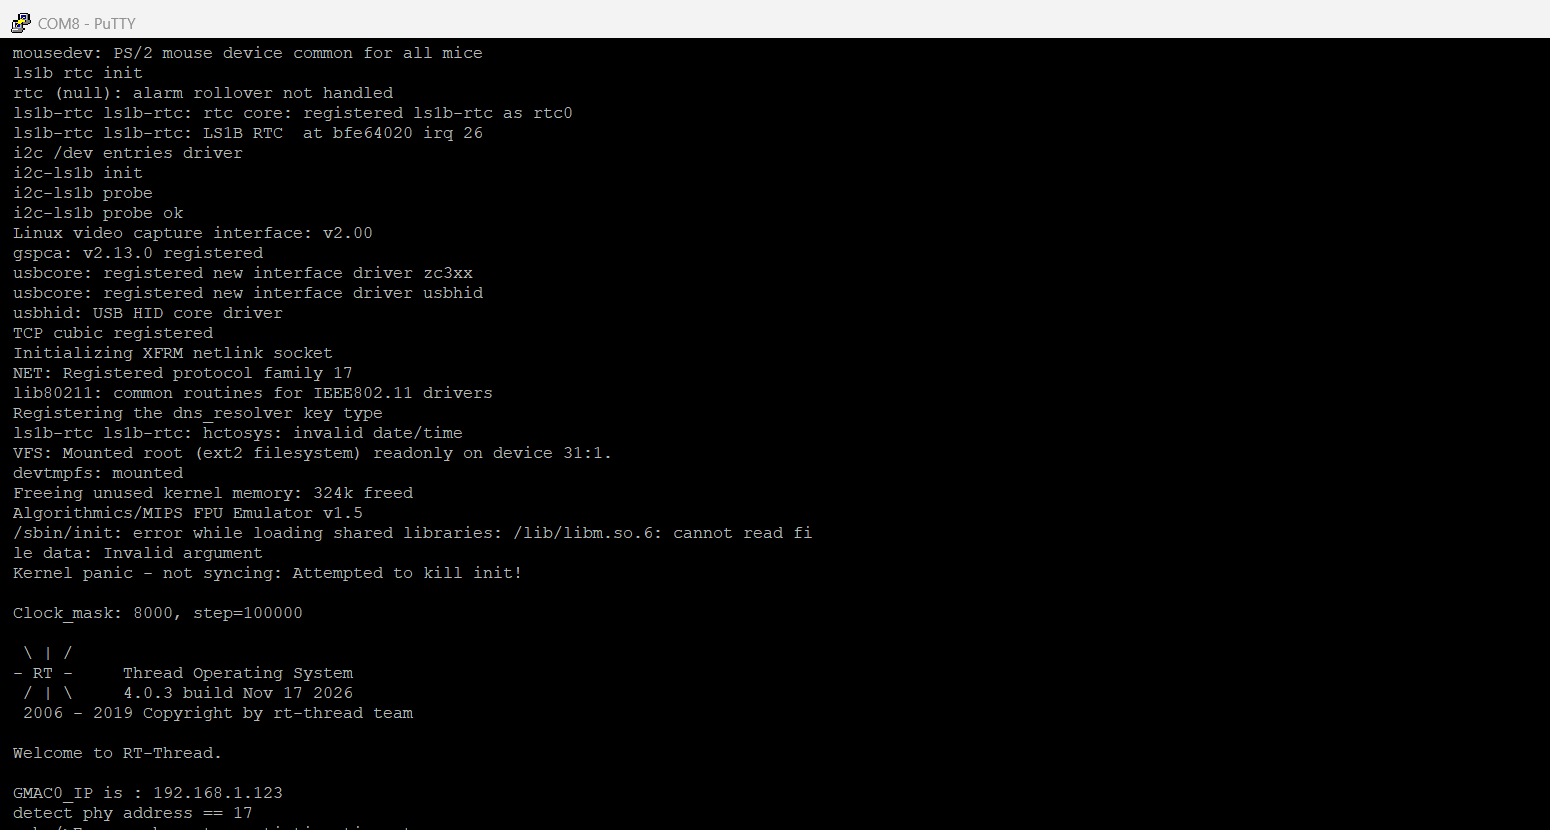 COM8 - PuTTY
mousedev: PS/2 mouse device common for all mice
ls1b rtc init
rtc (null): alarm rollover not handled
ls1b-rtc ls1b-rtc: rtc core: registered ls1b-rtc as rtc0
ls1b-rtc ls1b-rtc: LS1B RTC  at bfe64020 irq 26
i2c /dev entries driver
i2c-ls1b init
i2c-ls1b probe
i2c-ls1b probe ok
Linux video capture interface: v2.00
gspca: v2.13.0 registered
usbcore: registered new interface driver zc3xx
usbcore: registered new interface driver usbhid
usbhid: USB HID core driver
TCP cubic registered
Initializing XFRM netlink socket
NET: Registered protocol family 17
lib80211: common routines for IEEE802.11 drivers
Registering the dns_resolver key type
ls1b-rtc ls1b-rtc: hctosys: invalid date/time
VFS: Mounted root (ext2 filesystem) readonly on device 31:1.
devtmpfs: mounted
Freeing unused kernel memory: 324k freed
Algorithmics/MIPS FPU Emulator v1.5
/sbin/init: error while loading shared libraries: /lib/libm.so.6: cannot read fi
le data: Invalid argument
Kernel panic - not syncing: Attempted to kill init!
Clock_mask: 8000, step=100000
 \ | /
- RT -     Thread Operating System
 / | \     4.0.3 build Nov 17 2026
 2006 - 2019 Copyright by rt-thread team
Welcome to RT-Thread.
GMAC0_IP is : 192.168.1.123
detect phy address == 17